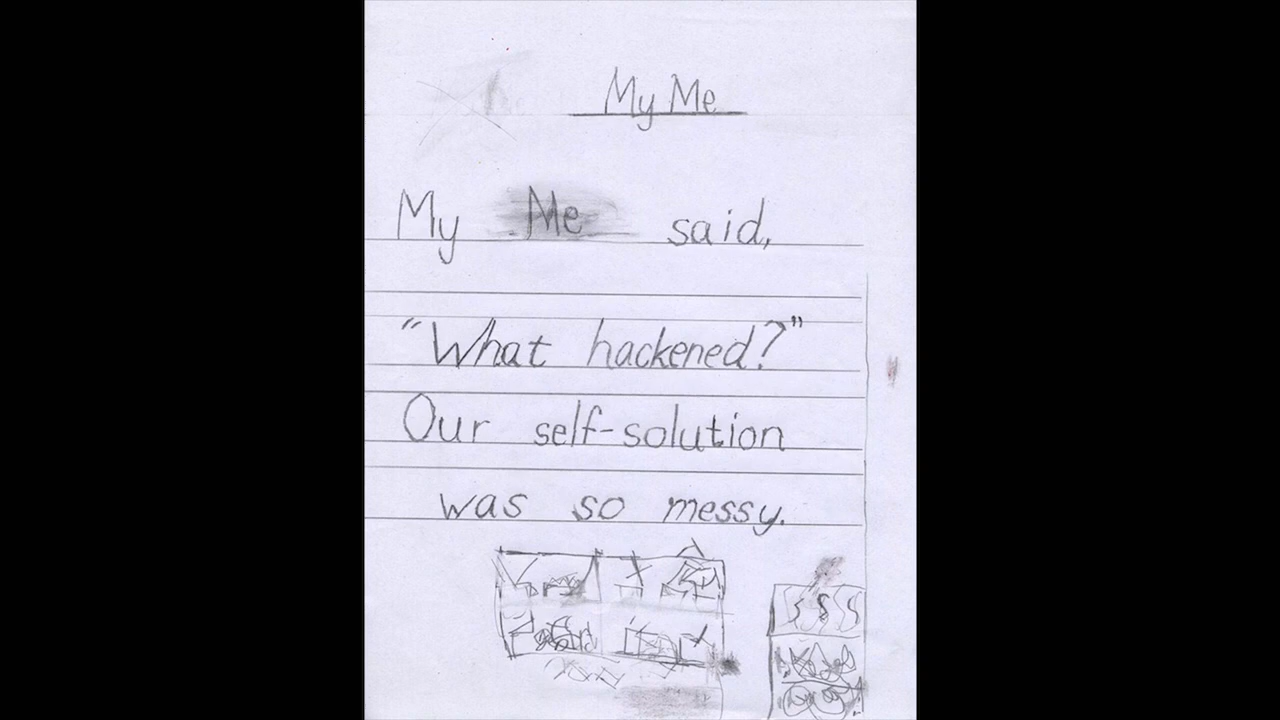 My Me
My Me said,
"What hackened?"
Our self-solution
was so messy.